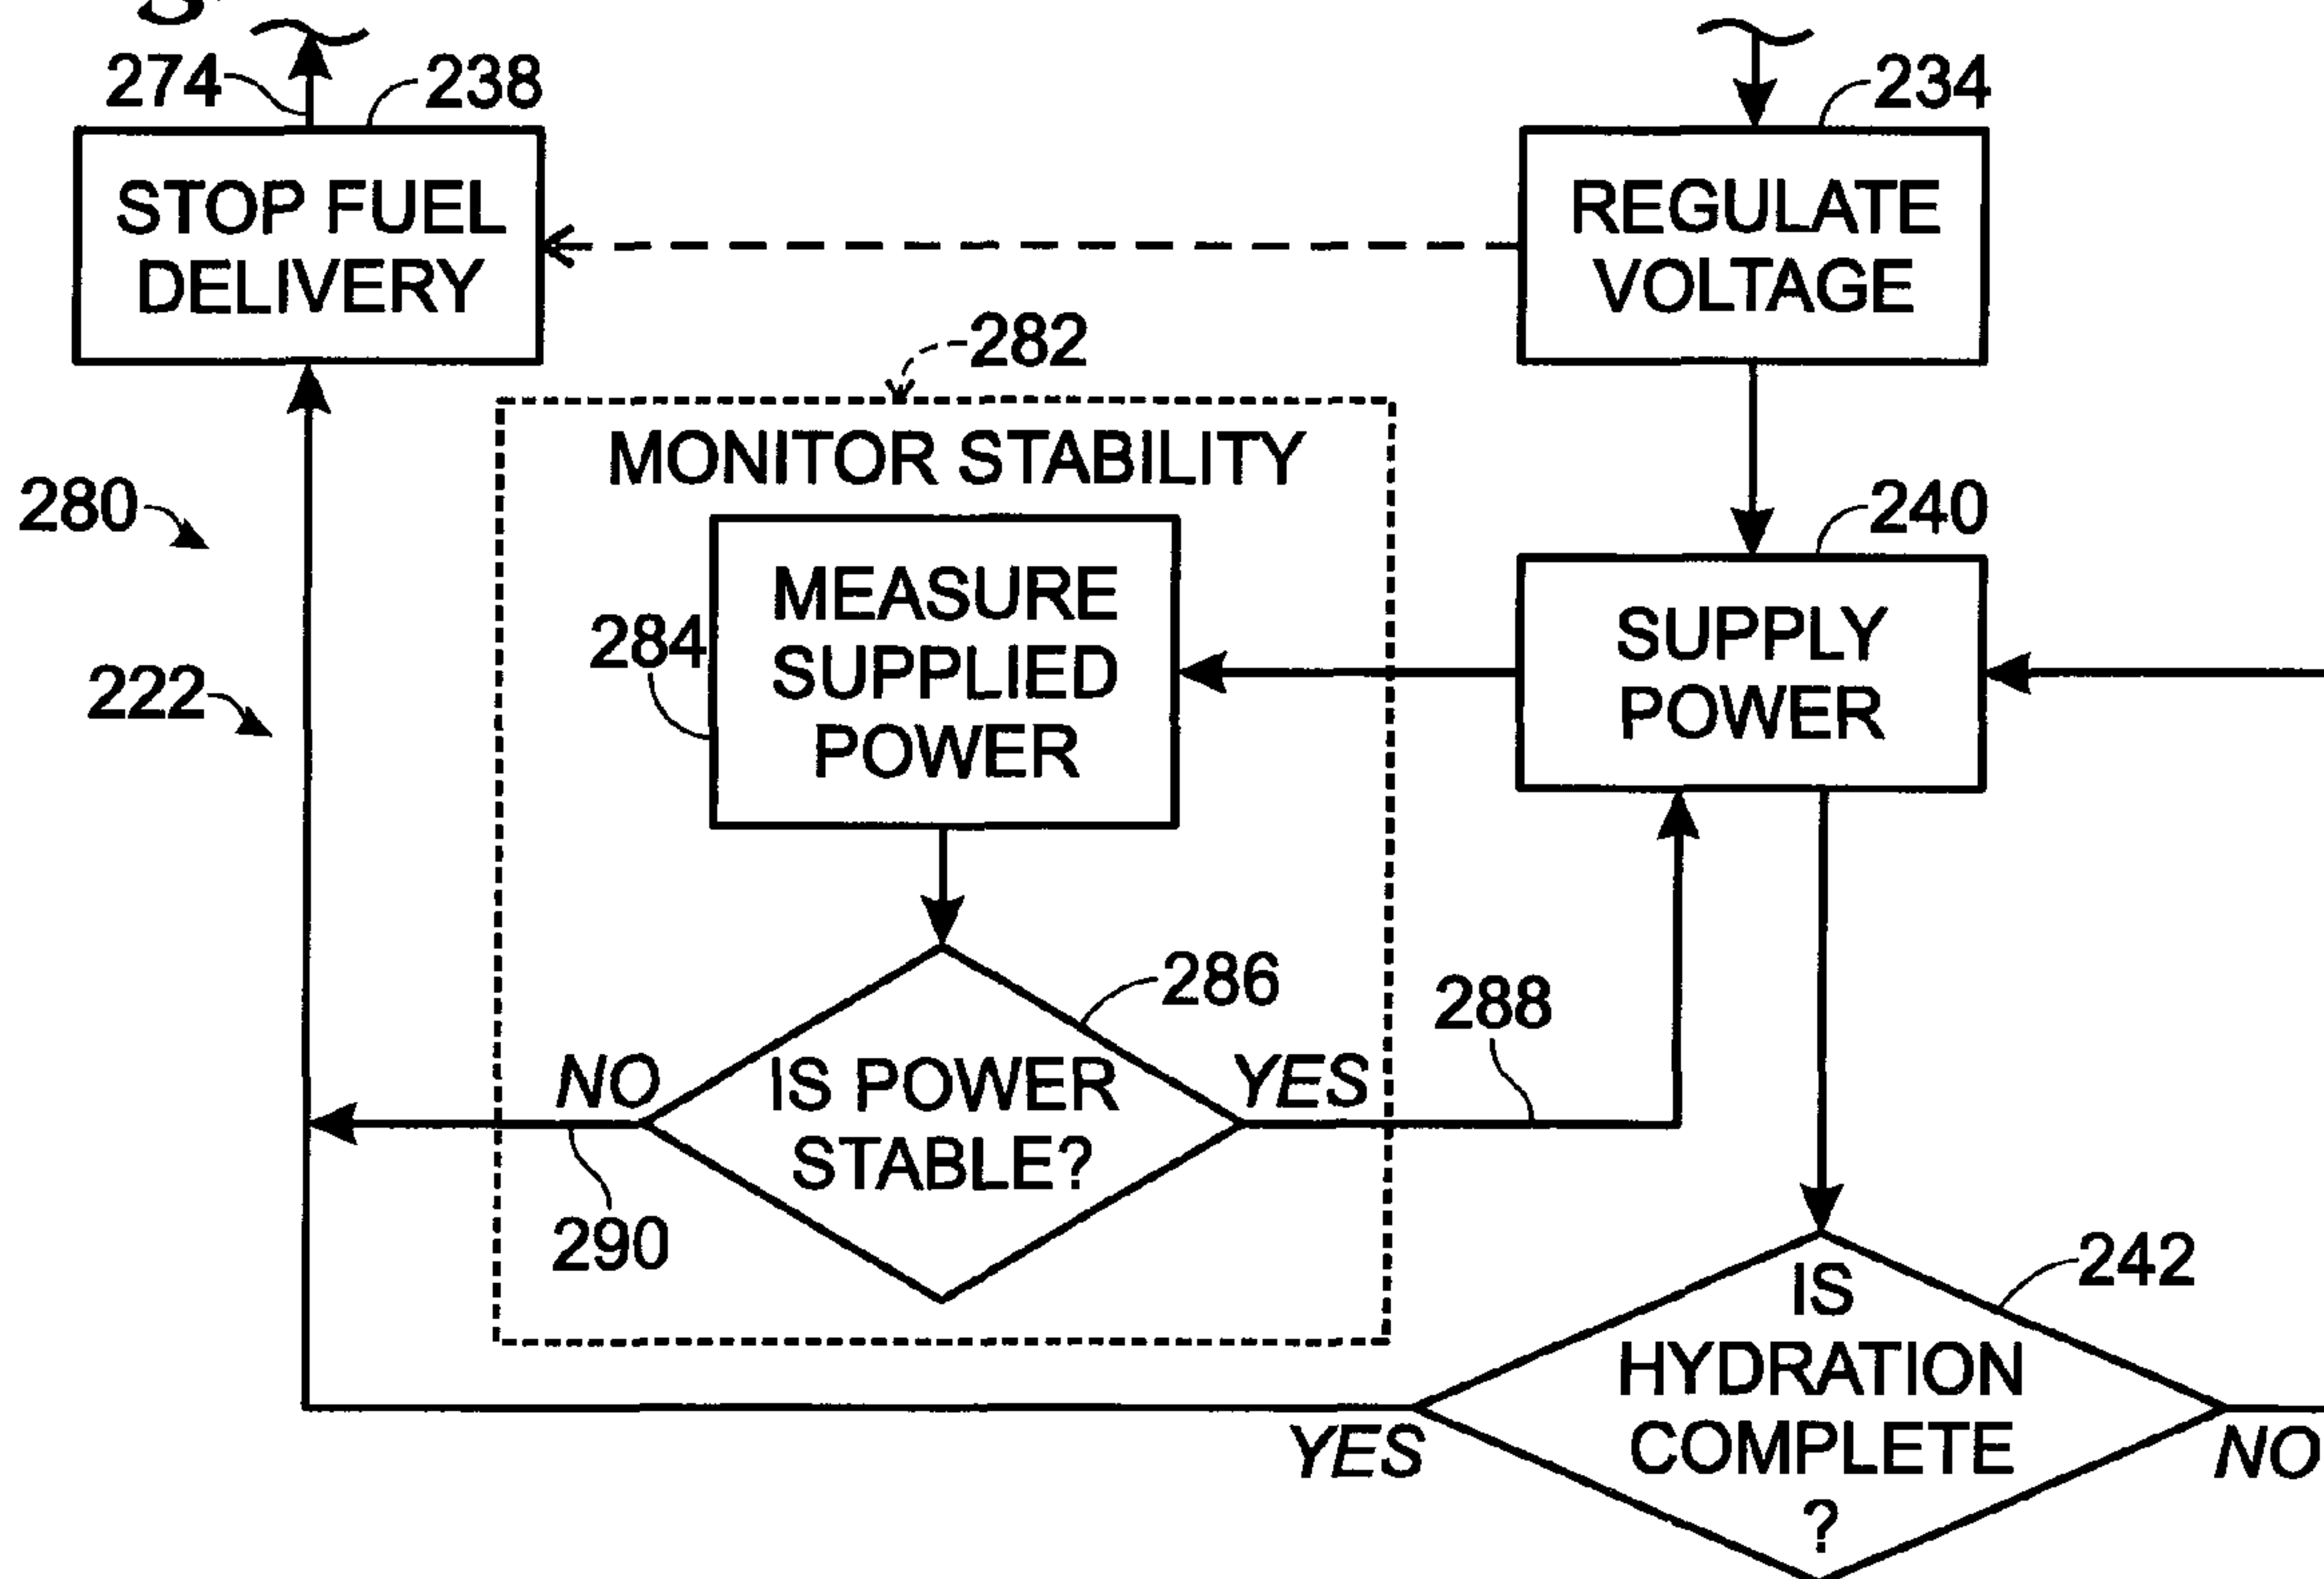 274
238
234
STOP FUEL
DELIVERY
REGULATE
VOLTAGE
282
MONITOR STABILITY
280
240
MEASURE
SUPPLIED
POWER
284
SUPPLY
POWER
222
286
288
NO
IS POWER
STABLE?
YES
290
242
IS
HYDRATION
COMPLETE
?
YES
NO